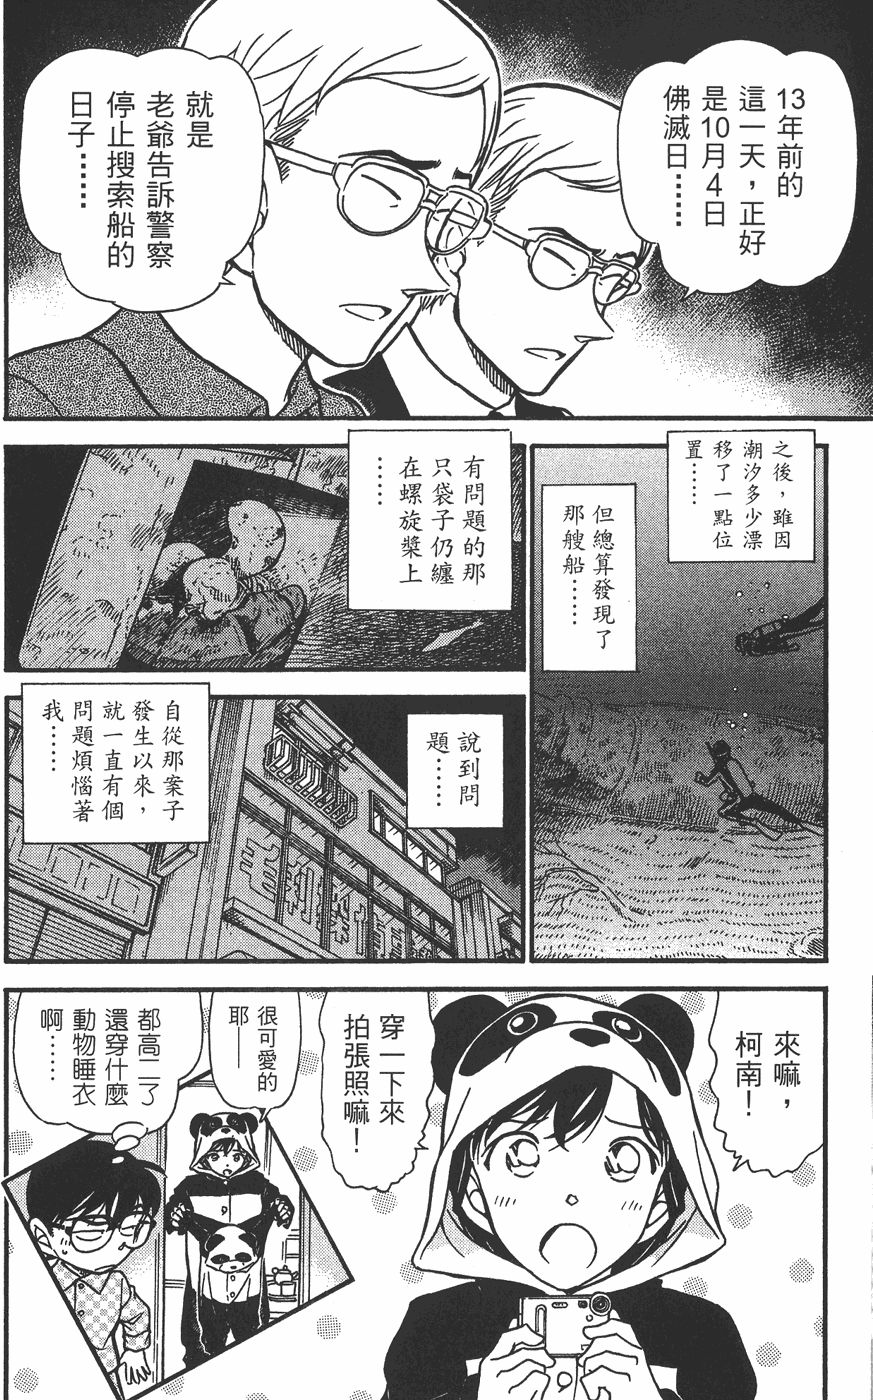 13年前的
這一天，正好
是10月4日
佛滅日……
就是
老爺告訴警察
停止搜索船的
日子……
之後，雖因
潮汐多少漂
移了一點位
置……
但總算發現了
那艘船……
有問題的那
只袋子仍纏
在螺旋槳上
……
說到問
題……
自從那案子
發生以來，
就一直有個
問題煩惱著
我……
毛利偵探
來嘛，
柯南！
穿一下來
拍張照嘛！
很可愛的
耶──
都高二了
還穿什麼
動物睡衣
啊……